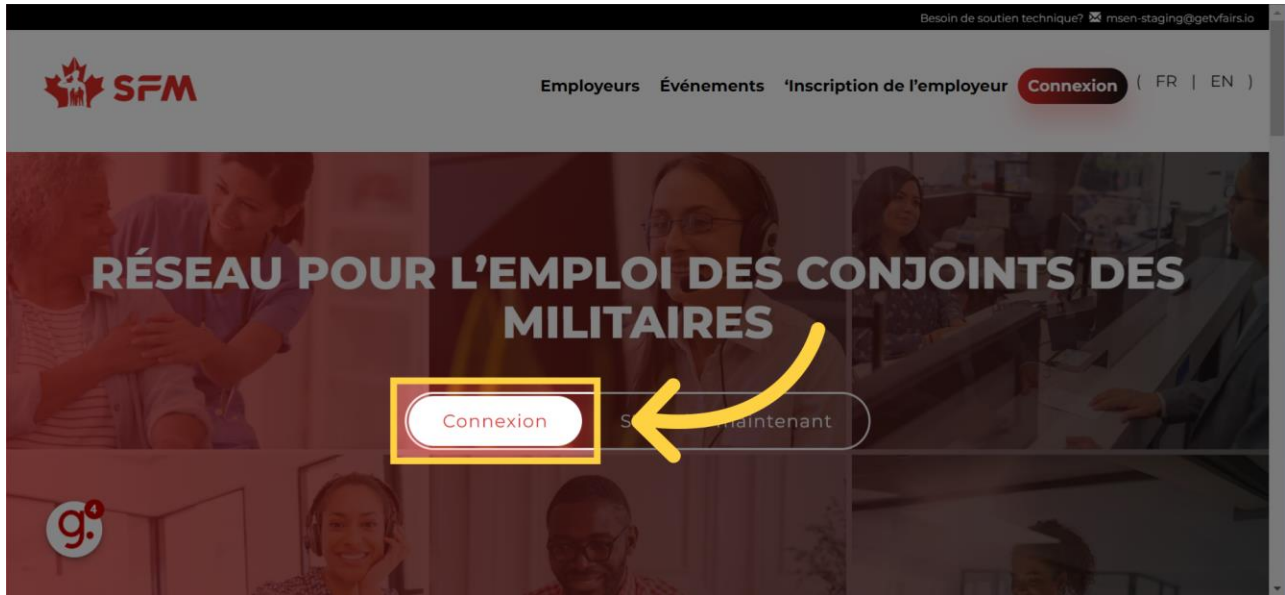 Besoin de soutien technique? msen-staging@getvfairs.io
SFM
Employeurs Événements ‘Inscription de l’employeur Connexion ( FR | EN )
RÉSEAU POUR L’EMPLOI DES CONJOINTS DES
MILITAIRES
Connexion maintenant
g. 4